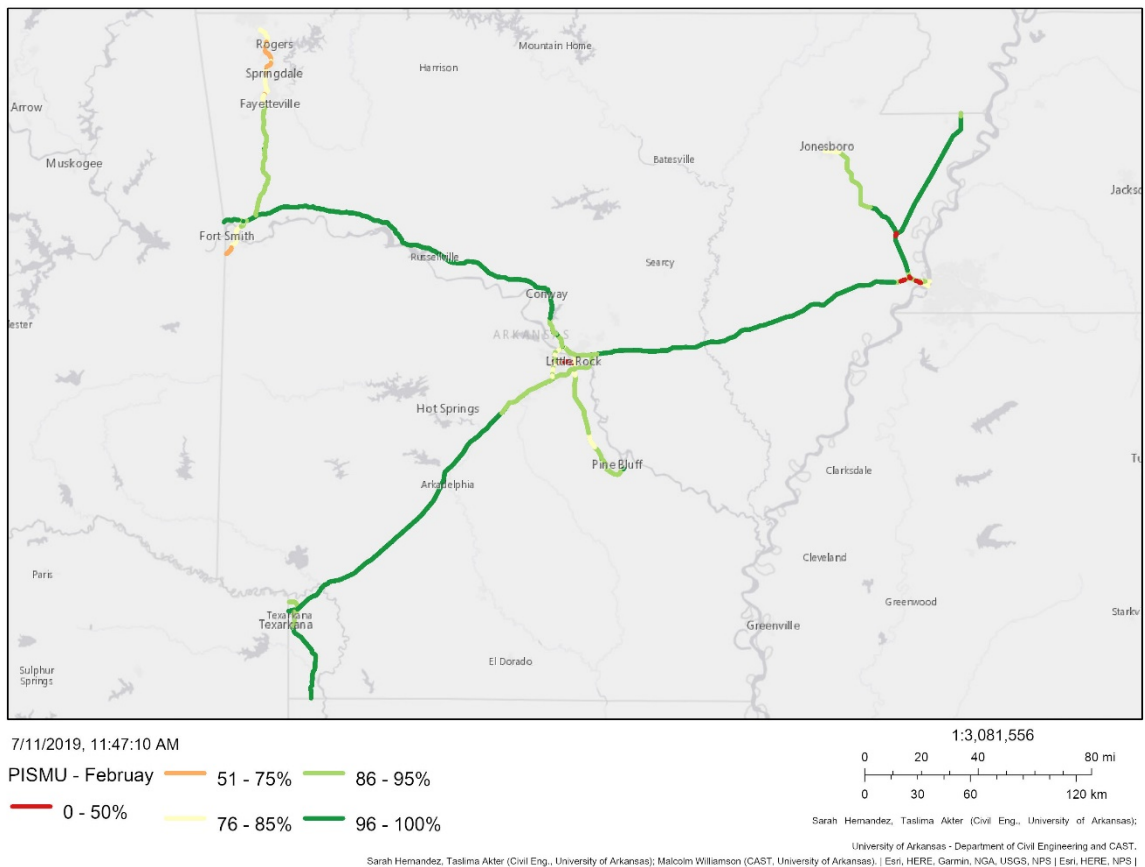 Rogers
Mountain Home
Harrison
Springdale
Arrow
Fayetteville
Jonesboro
Muskogee
Batesville
Jacks
Fort Smith
Russellville
Searcy
Conway
lester
ARKANSAS
Little Rock
Hot Springs
Pine Bluff
Tu
Clarksdale
Arkadelphia
Cleveland
Paris
Greenwood
Texarkana
Texarkana
Starkv
Greenville
El Dorado
Sulphur
Springs
7/11/2019, 11:47:10 AM
PISMU - Februay
51 - 75%
86 - 95%
0 - 50%
76 - 85%
96 - 100%
1:3,081,556
0 20 40 80 mi
0 30 60 120 km
Sarah Hernandez, Taslima Akter (Civil Eng., University of Arkansas);
University of Arkansas - Department of Civil Engineering and CAST.
Sarah Hernandez, Taslima Akter (Civil Eng., University of Arkansas); Malcolm Williamson (CAST, University of Arkansas). | Esri, HERE, Garmin, NGA, USGS, NPS | Esri, HERE, NPS |